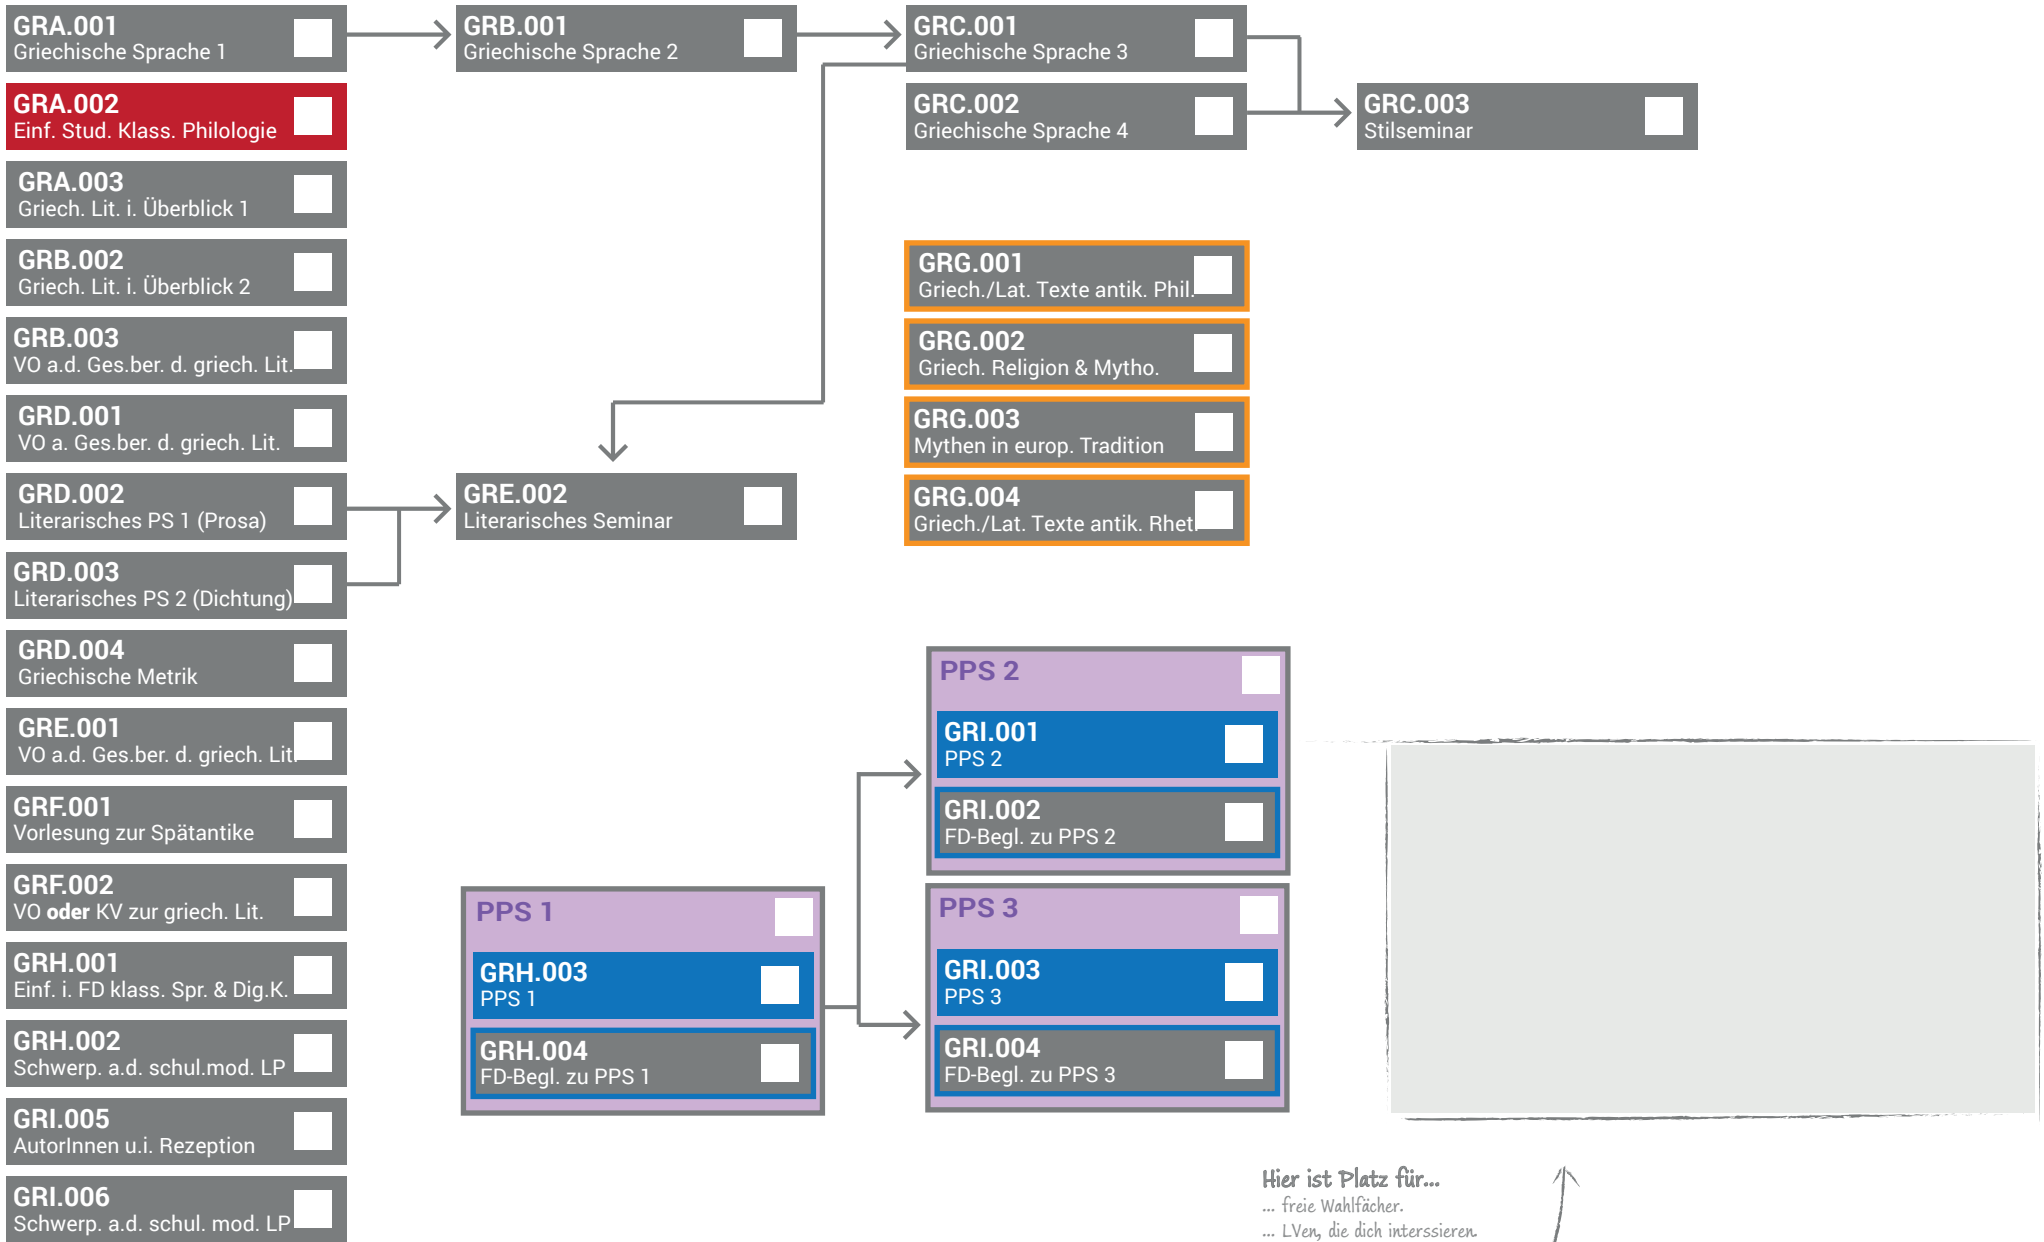 GRA.001
Griechische Sprache 1
GRA.002
Einf. Stud. Klass. Philologie
GRA.003
Griech. Lit. i. Überblick 1
GRB.002
Griech. Lit. i. Überblick 2
GRB.003
VO a.d. Ges.ber. d. griech. Lit.
GRD.001
VO a. Ges.ber. d. griech. Lit.
GRD.002
Literarisches PS 1 (Prosa)
GRD.003
Literarisches PS 2 (Dichtung)
GRD.004
Griechische Metrik
GRE.001
VO a.d. Ges.ber. d. griech. Lit.
GRF.001
Vorlesung zur Spätantike
GRF.002
VO oder KV zur griech. Lit.
GRH.001
Einf. i. FD klass. Spr. & Dig.K.
GRH.002
Schwerp. a.d. schul.mod. LP
GRI.005
AutorInnen u.i. Rezeption
GRI.006
Schwerp. a.d. schul. mod. LP
GRB.001
Griechische Sprache 2
GRE.002
Literarisches Seminar
PPS 1
GRH.003
PPS 1
GRH.004
FD-Begl. zu PPS 1
GRC.001
Griechische Sprache 3
GRC.002
Griechische Sprache 4
GRG.001
Griech./Lat. Texte antik. Phil.
GRG.002
Griech. Religion & Mytho.
GRG.003
Mythen in europ. Tradition
GRG.004
Griech./Lat. Texte antik. Rhet.
PPS 2
GRI.001
PPS 2
GRI.002
FD-Begl. zu PPS 2
PPS 3
GRI.003
PPS 3
GRI.004
FD-Begl. zu PPS 3
GRC.003
Stilseminar
Hier ist Platz für...
... freie Wahlfächer.
... LVen, die dich interssieren.